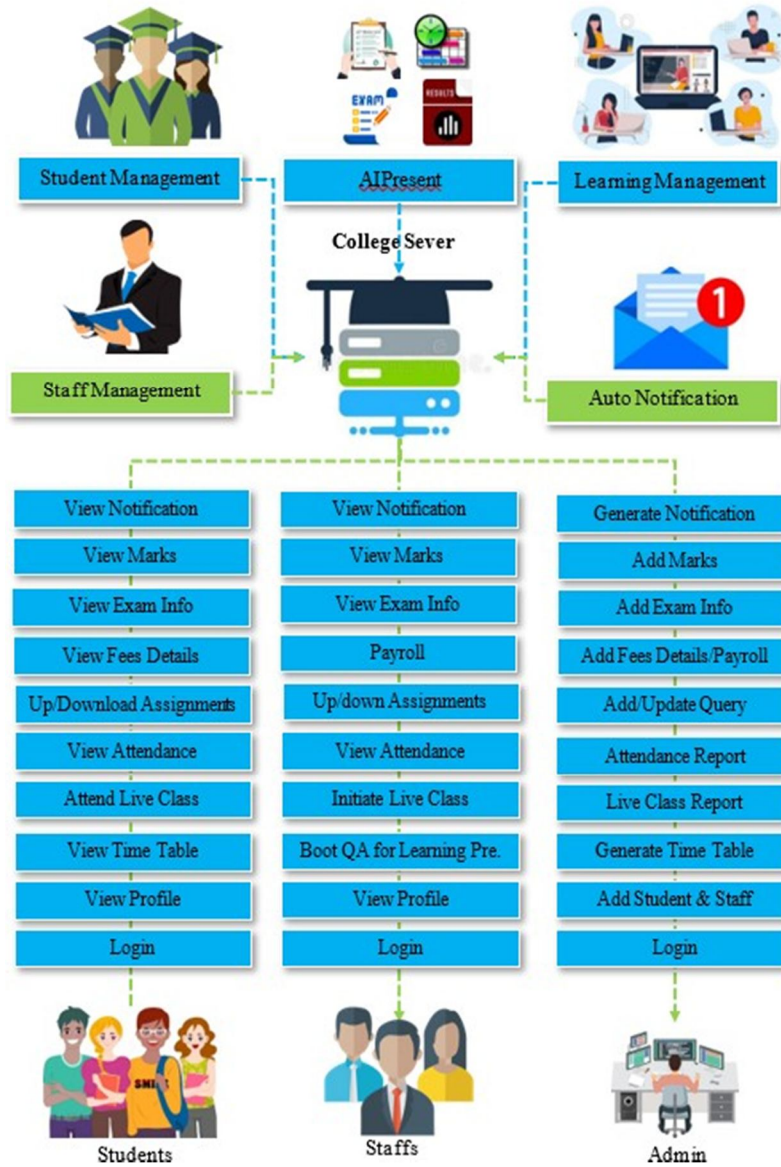 EXAM
RESULTS
Student Management
AIPresent
Learning Management
College Sever
1
Staff Management
Auto Notification
View Notification
View Notification
Generate Notification
View Marks
View Marks
Add Marks
View Exam Info
View Exam Info
Add Exam Info
View Fees Details
Payroll
Add Fees Details/Payroll
Up/Download Assignments
Up/down Assignments
Add/Update Query
View Attendance
View Attendance
Attendance Report
Attend Live Class
Initiate Live Class
Live Class Report
View Time Table
Boot QA for Learning Pre.
Generate Time Table
View Profile
View Profile
Add Student & Staff
Login
Login
Login
Students
Staffs
Admin